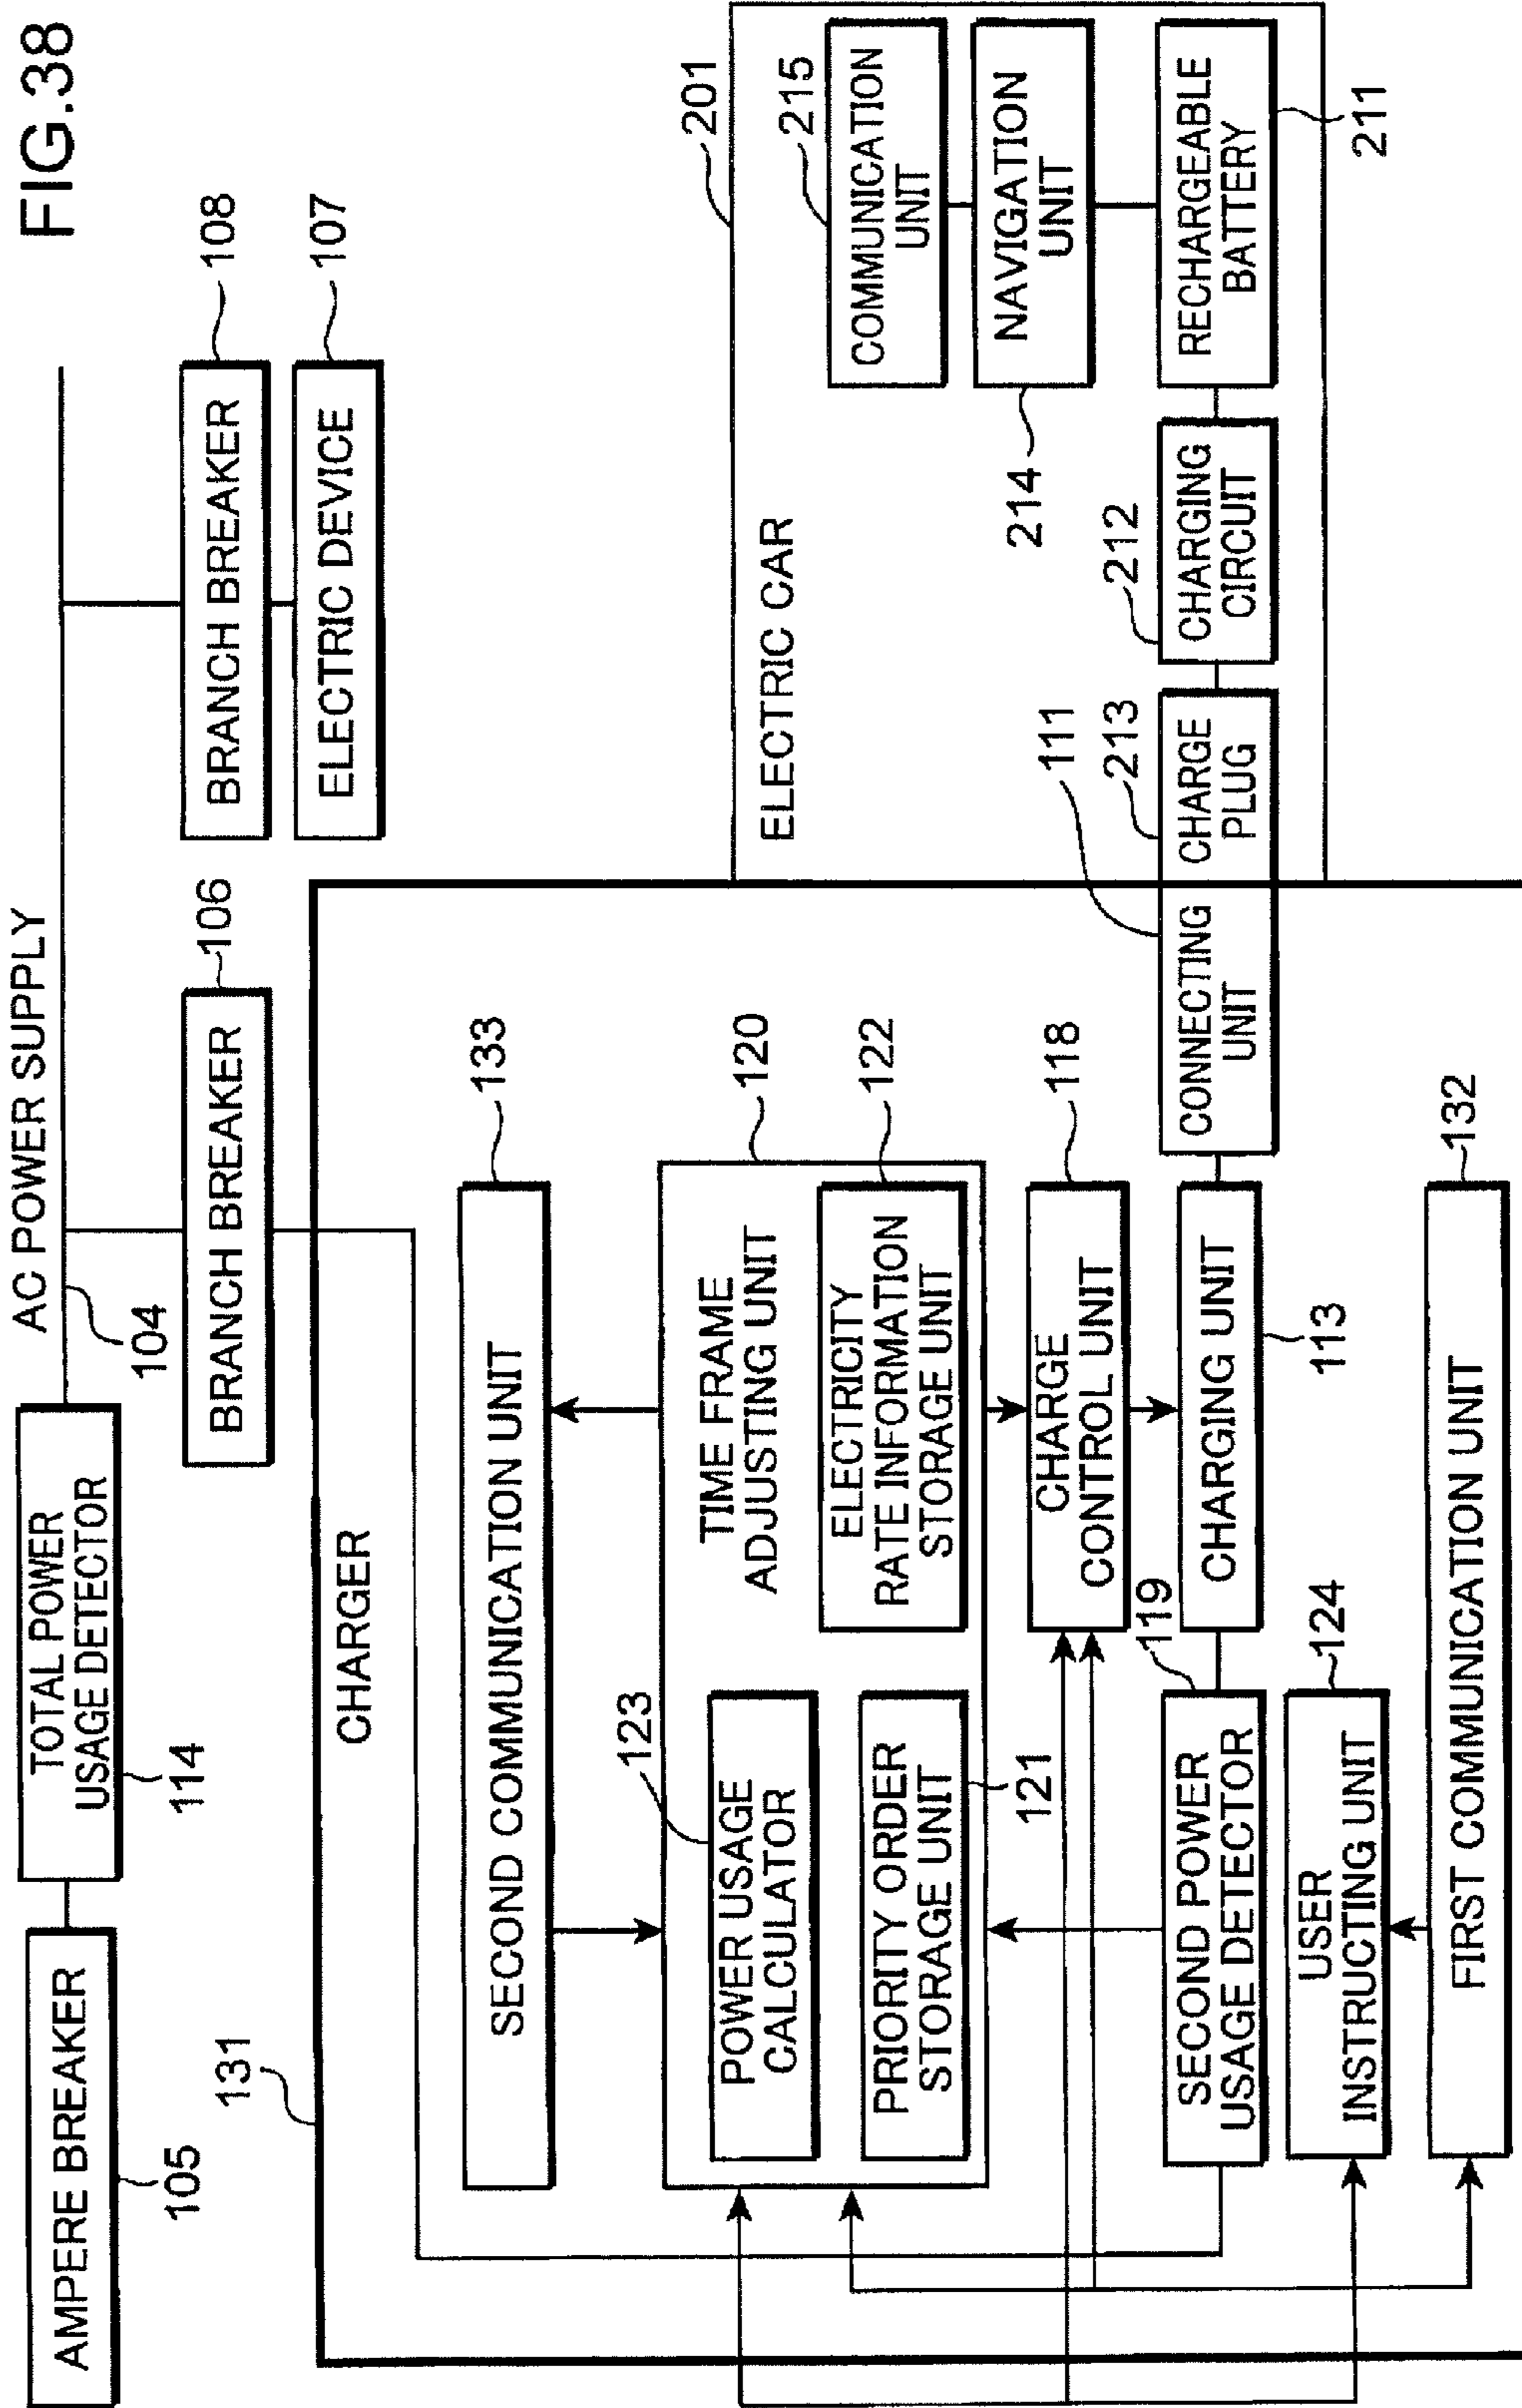 FIG.38
AC POWER SUPPLY
AMPERE BREAKER
105
TOTAL POWER
USAGE DETECTOR
114
104
BRANCH BREAKER
106
BRANCH BREAKER
108
ELECTRIC DEVICE
107
131
CHARGER
SECOND COMMUNICATION UNIT
133
TIME FRAME
ADJUSTING UNIT
120
POWER USAGE
CALCULATOR
123
PRIORITY ORDER
STORAGE UNIT
121
ELECTRICITY
RATE INFORMATION
STORAGE UNIT
122
CHARGE
CONTROL UNIT
118
SECOND POWER
USAGE DETECTOR
119
CHARGING UNIT
113
CONNECTING
UNIT
111
USER
INSTRUCTING UNIT
124
FIRST COMMUNICATION UNIT
132
ELECTRIC CAR
201
COMMUNICATION
UNIT
215
NAVIGATION
UNIT
214
CHARGE
PLUG
213
CHARGING
CIRCUIT
212
RECHARGEABLE
BATTERY
211